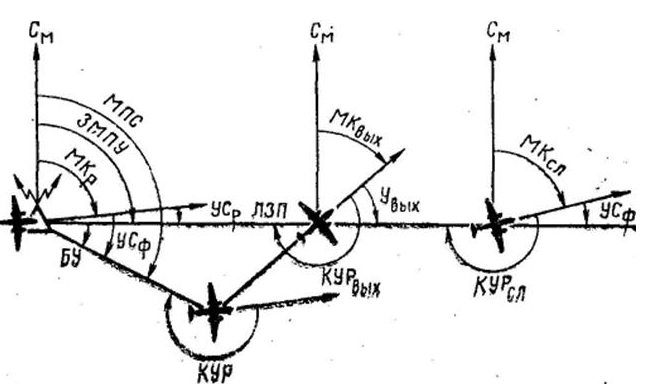 См
См
См
МПС
ЗМПУ
МКр
МКвых
МКсл
УСр
ЛЗП
Увых
УСф
УСф
БУ
КУРвых
КУРсл
КУР